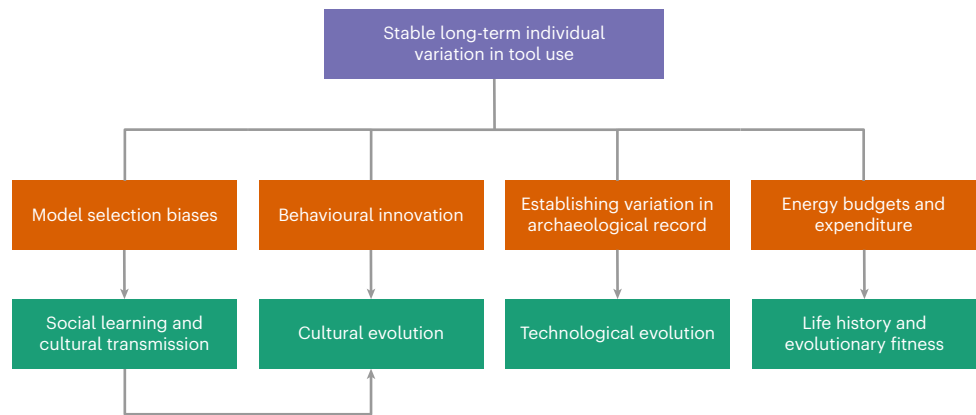 Stable long-term individual
variation in tool use
Model selection biases
Behavioural innovation
Establishing variation in
archaeological record
Energy budgets and
expenditure
Social learning and
cultural transmission
Cultural evolution
Technological evolution
Life history and
evolutionary fitness